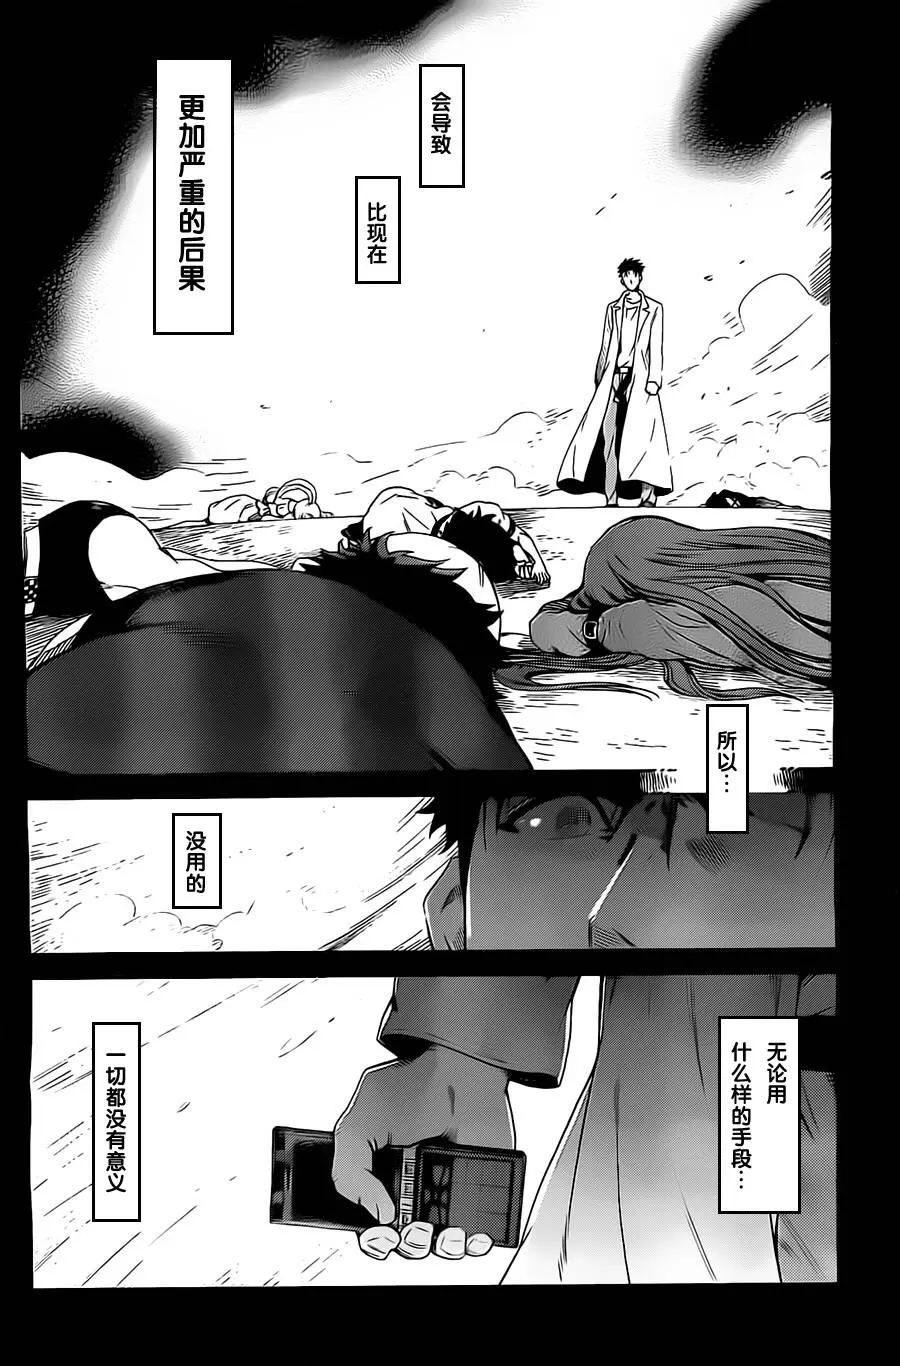 会导致
比现在
更加严重的后果
所以…
没用的
无论用
什么样的手段…
一切都没有意义